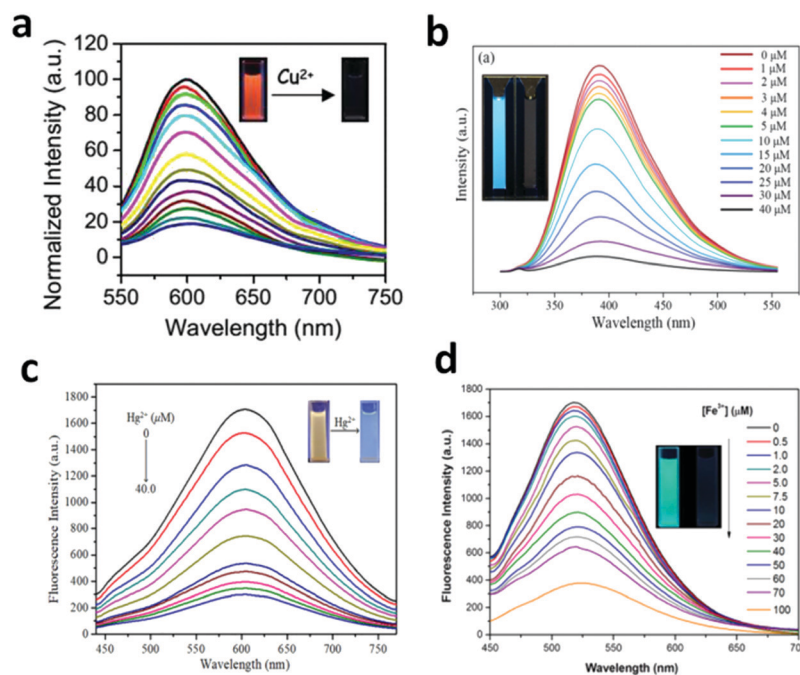 a
120
100
80
60
40
20
0
Normalized Intensity (a.u.)
Cu²⁺
550 600 650 700 750
Wavelength (nm)
b
(a)
Intensity (a.u.)
0 µM
1 µM
2 µM
3 µM
4 µM
5 µM
10 µM
15 µM
20 µM
25 µM
30 µM
40 µM
300 350 400 450 500 550
Wavelength (nm)
c
1800
1600
1400
1200
1000
800
600
400
200
0
Fluorescence Intensity (a.u.)
Hg²⁺ (µM)
0
40.0
Hg²⁺
450 500 550 600 650 700 750
Wavelength (nm)
d
1800
1600
1400
1200
1000
800
600
400
200
0
Fluorescence Intensity (a.u.)
[Fe³⁺] (µM)
0
0.5
1.0
2.0
5.0
7.5
10
20
30
40
50
60
70
100
450 500 550 600 650 700
Wavelength (nm)